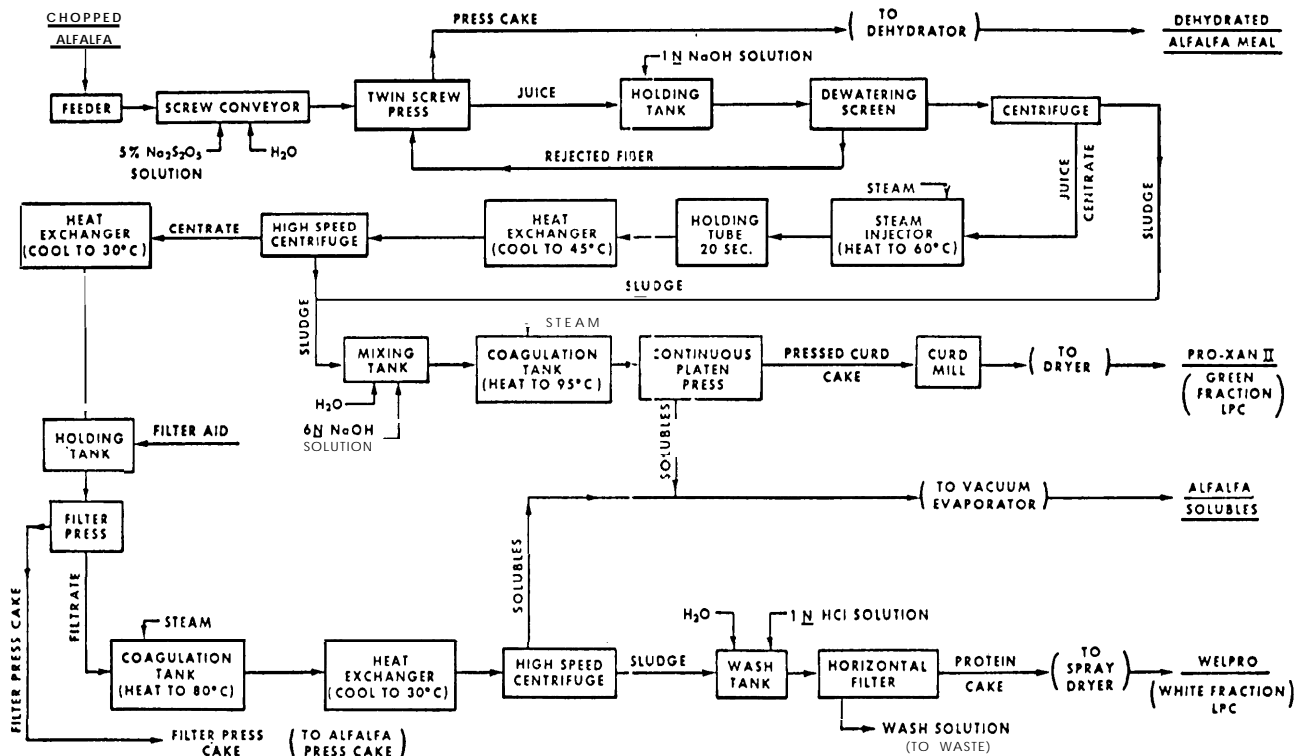 CHOPPED
ALFALFA
PRESS CAKE
(TO
DEHYDRATOR)
DEHYDRATED
ALFALFA MEAL
1 N NaOH SOLUTION
FEEDER
SCREW CONVEYOR
TWIN SCREW
PRESS
JUICE
HOLDING
TANK
DEWATERING
SCREEN
CENTRIFUGE
5% Na2S2O5
SOLUTION
H2O
REJECTED FIBER
JUICE
CENTRATE
SLUDGE
HEAT
EXCHANGER
(COOL TO 30°C)
CENTRATE
HIGH SPEED
CENTRIFUGE
HEAT
EXCHANGER
(COOL TO 45°C)
HOLDING
TUBE
20 SEC.
STEAM
STEAM
INJECTOR
(HEAT TO 60°C)
SLUDGE
SLUDGE
STEAM
MIXING
TANK
COAGULATION
TANK
(HEAT TO 95°C)
CONTINUOUS
PLATEN
PRESS
PRESSED CURD
CAKE
CURD
MILL
(TO
DRYER)
PRO-XAN II
(GREEN
FRACTION
LPC)
H2O
6N NaOH
SOLUTION
SOLUBLES
HOLDING
TANK
FILTER AID
FILTER
PRESS
(TO VACUUM
EVAPORATOR)
ALFALFA
SOLUBLES
FILTER PRESS CAKE
FILTRATE
SOLUBLES
STEAM
COAGULATION
TANK
(HEAT TO 80°C)
HEAT
EXCHANGER
(COOL TO 30°C)
HIGH SPEED
CENTRIFUGE
SLUDGE
H2O
1 N HCl SOLUTION
WASH
TANK
HORIZONTAL
FILTER
PROTEIN
CAKE
(TO
SPRAY
DRYER)
WELPRO
(WHITE FRACTION)
LPC
WASH SOLUTION
(TO WASTE)
FILTER PRESS
CAKE
(TO ALFALFA
PRESS CAKE)